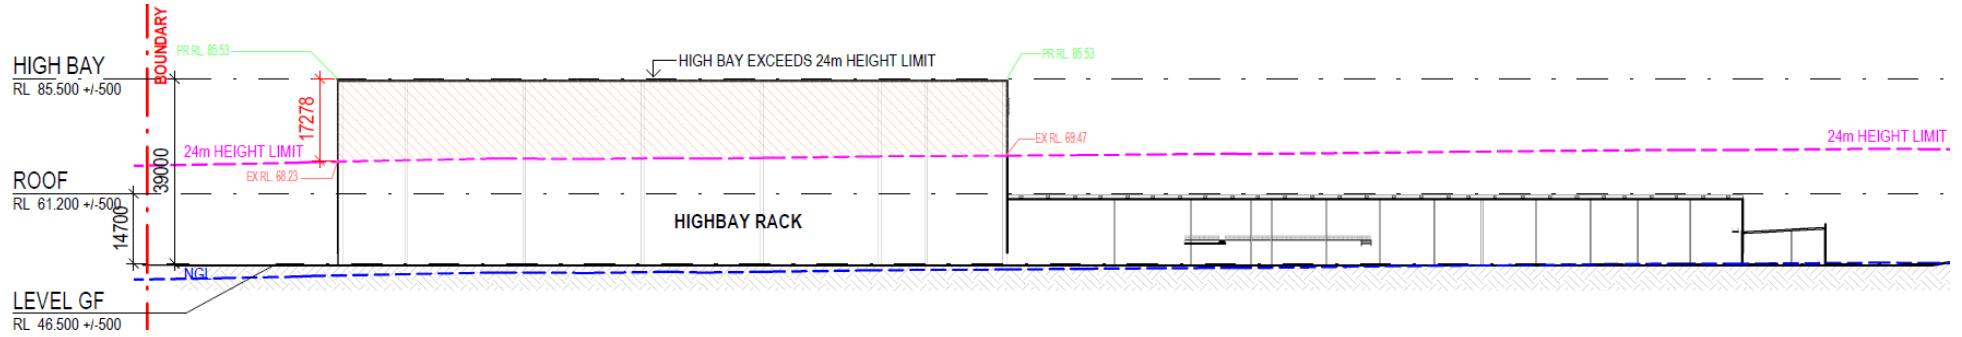 BOUNDARY
PR RL. 85.53
HIGH BAY EXCEEDS 24m HEIGHT LIMIT
PR RL. 85.53
HIGH BAY
RL 85.500 +/-500
17278
24m HEIGHT LIMIT
EX RL. 69.47
24m HEIGHT LIMIT
39000
EX RL. 68.23
ROOF
RL 61.200 +/-500
14700
HIGHBAY RACK
NGL
LEVEL GF
RL 46.500 +/-500